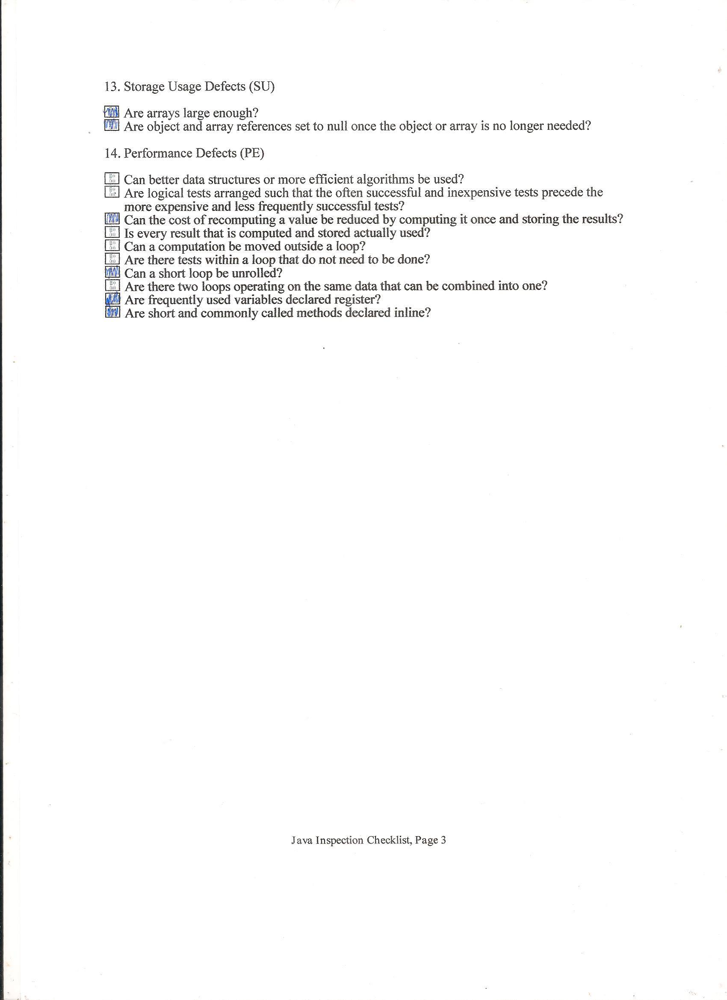 13. Storage Usage Defects (SU)
Are arrays large enough?
Are object and array references set to null once the object or array is no longer needed?
14. Performance Defects (PE)
Can better data structures or more efficient algorithms be used?
Are logical tests arranged such that the often successful and inexpensive tests precede the
more expensive and less frequently successful tests?
Can the cost of recomputing a value be reduced by computing it once and storing the results?
Is every result that is computed and stored actually used?
Can a computation be moved outside a loop?
Are there tests within a loop that do not need to be done?
Can a short loop be unrolled?
Are there two loops operating on the same data that can be combined into one?
Are frequently used variables declared register?
Are short and commonly called methods declared inline?
Java Inspection Checklist, Page 3